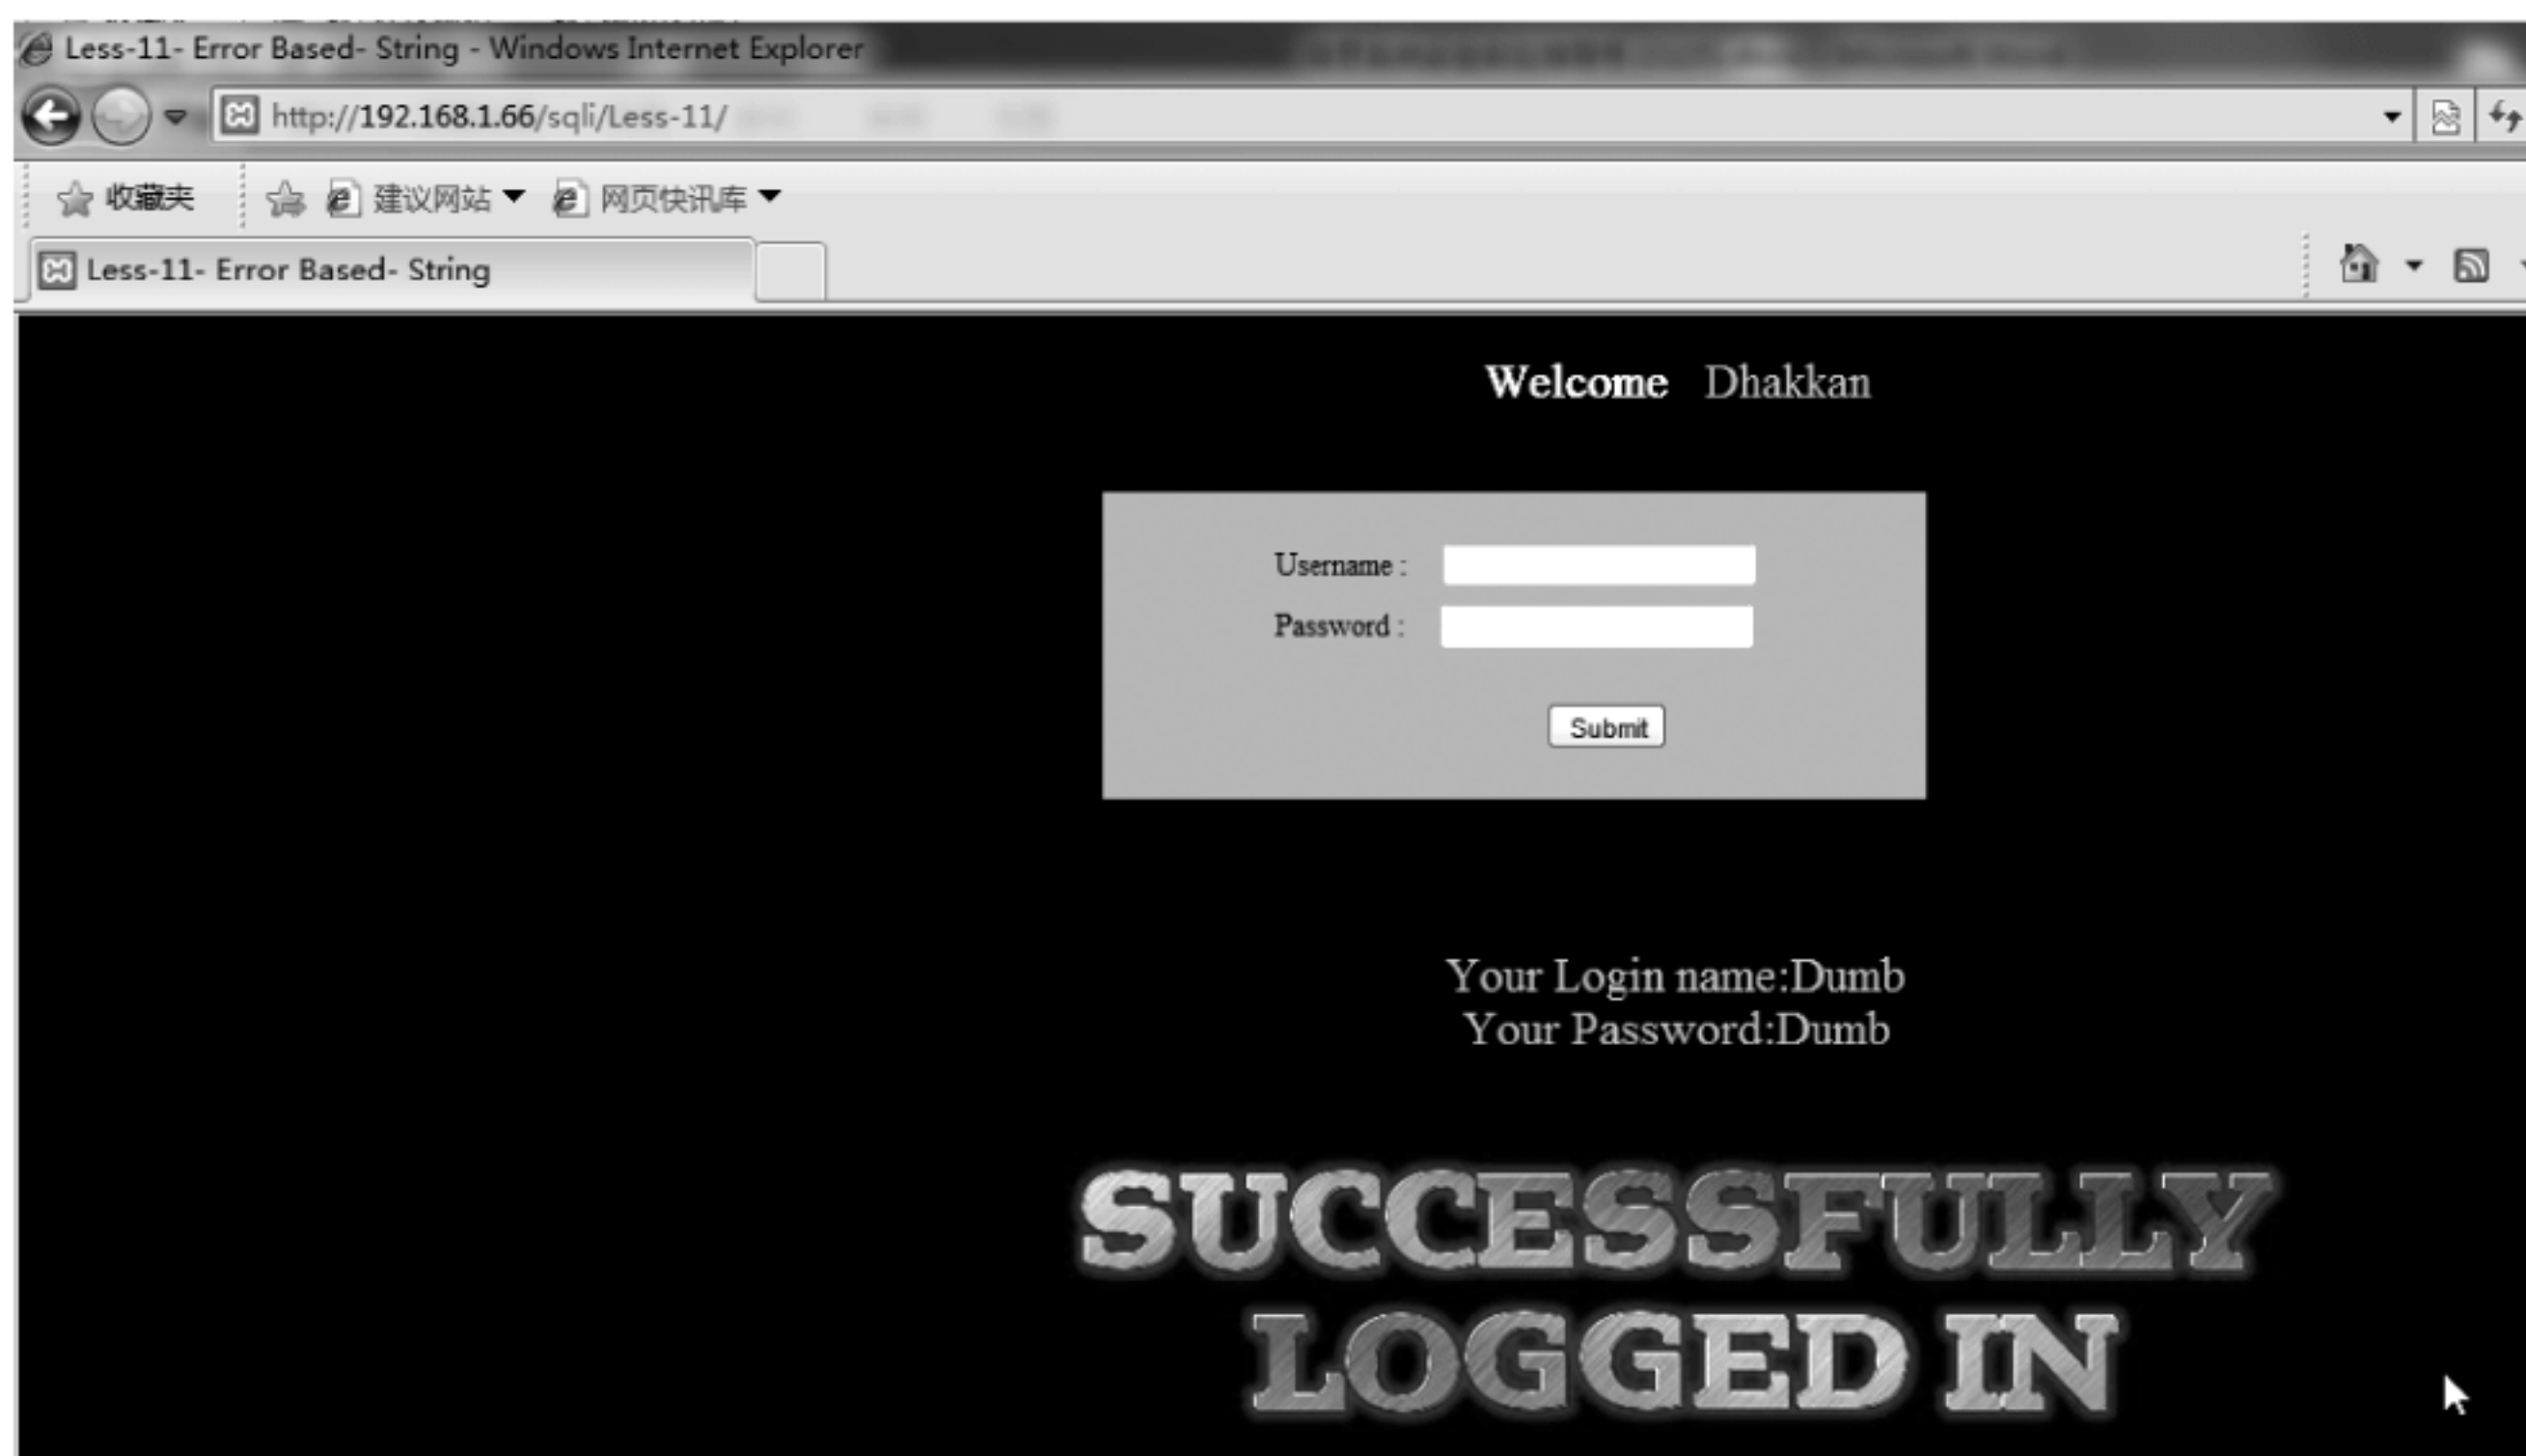 Less-11- Error Based- String - Windows Internet Explorer
http://192.168.1.66/sqli/Less-11/
收藏夹 建议网站 网页快讯库
Less-11- Error Based- String
Welcome Dhakkan
Username :
Password :
Submit
Your Login name:Dumb
Your Password:Dumb
SUCCESSFULLY
LOGGED IN